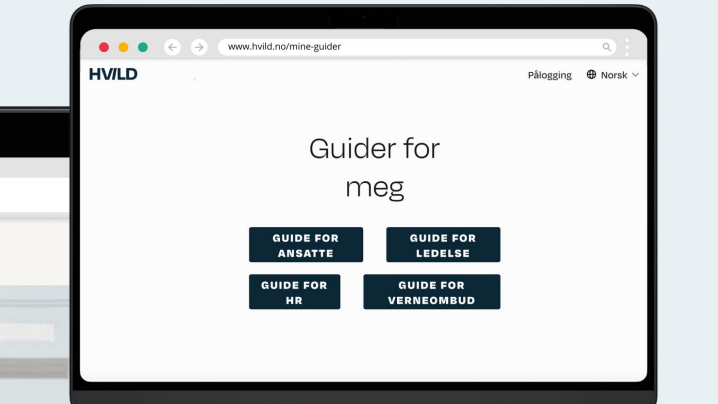 www.hvild.no/mine-guider
HVILD
Pålogging
Norsk
Guider for
meg
GUIDE FOR
ANSATTE
GUIDE FOR
LEDELSE
GUIDE FOR
HR
GUIDE FOR
VERNEOMBUD